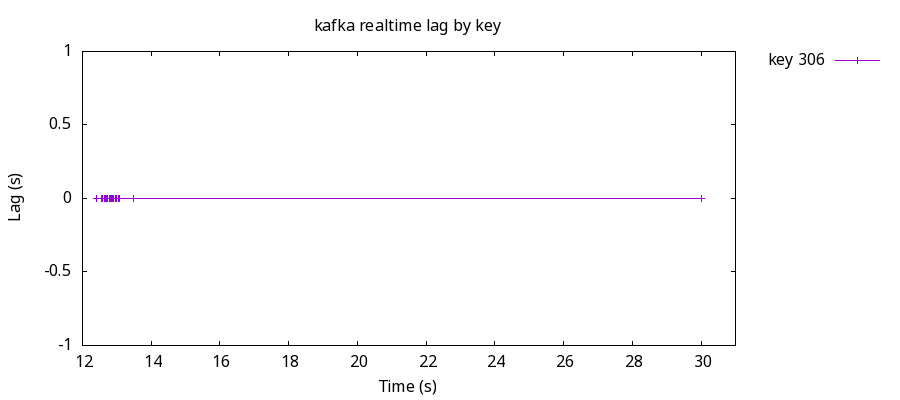 kafka realtime lag by key
key 306
1
0.5
0
-0.5
-1
Lag (s)
12 14 16 18 20 22 24 26 28 30
Time (s)